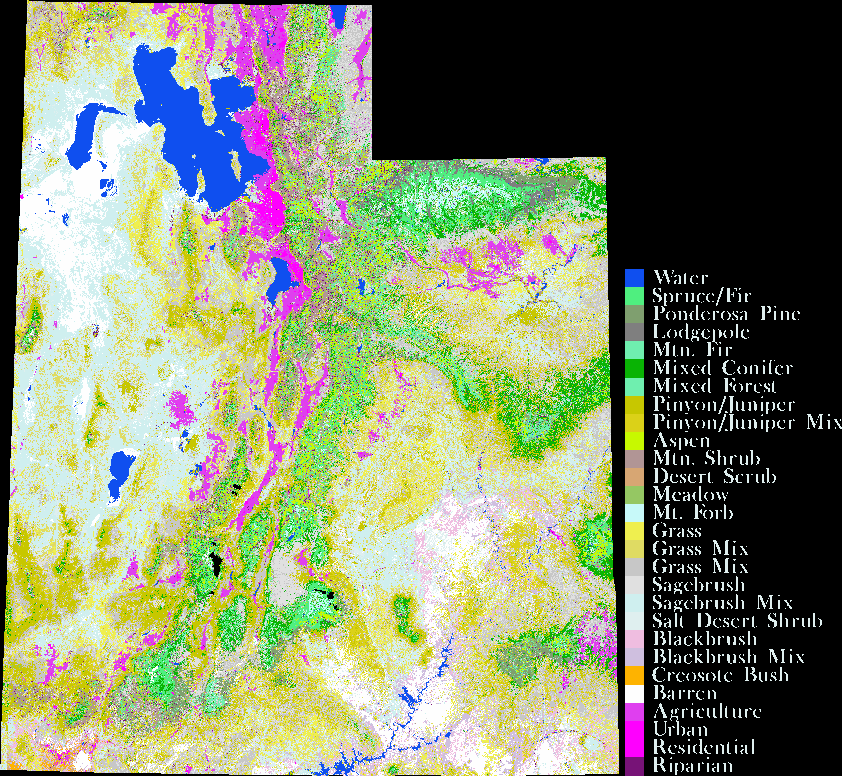 Water
Spruce/Fir
Ponderosa Pine
Lodgepole
Mtn. Fir
Mixed Conifer
Mixed Forest
Pinyon/Juniper
Pinyon/Juniper Mix
Aspen
Mtn. Shrub
Desert Scrub
Meadow
Mt. Forb
Grass
Grass Mix
Grass Mix
Sagebrush
Sagebrush Mix
Salt Desert Shrub
Blackbrush
Blackbrush Mix
Creosote Bush
Barren
Agriculture
Urban
Residential
Riparian